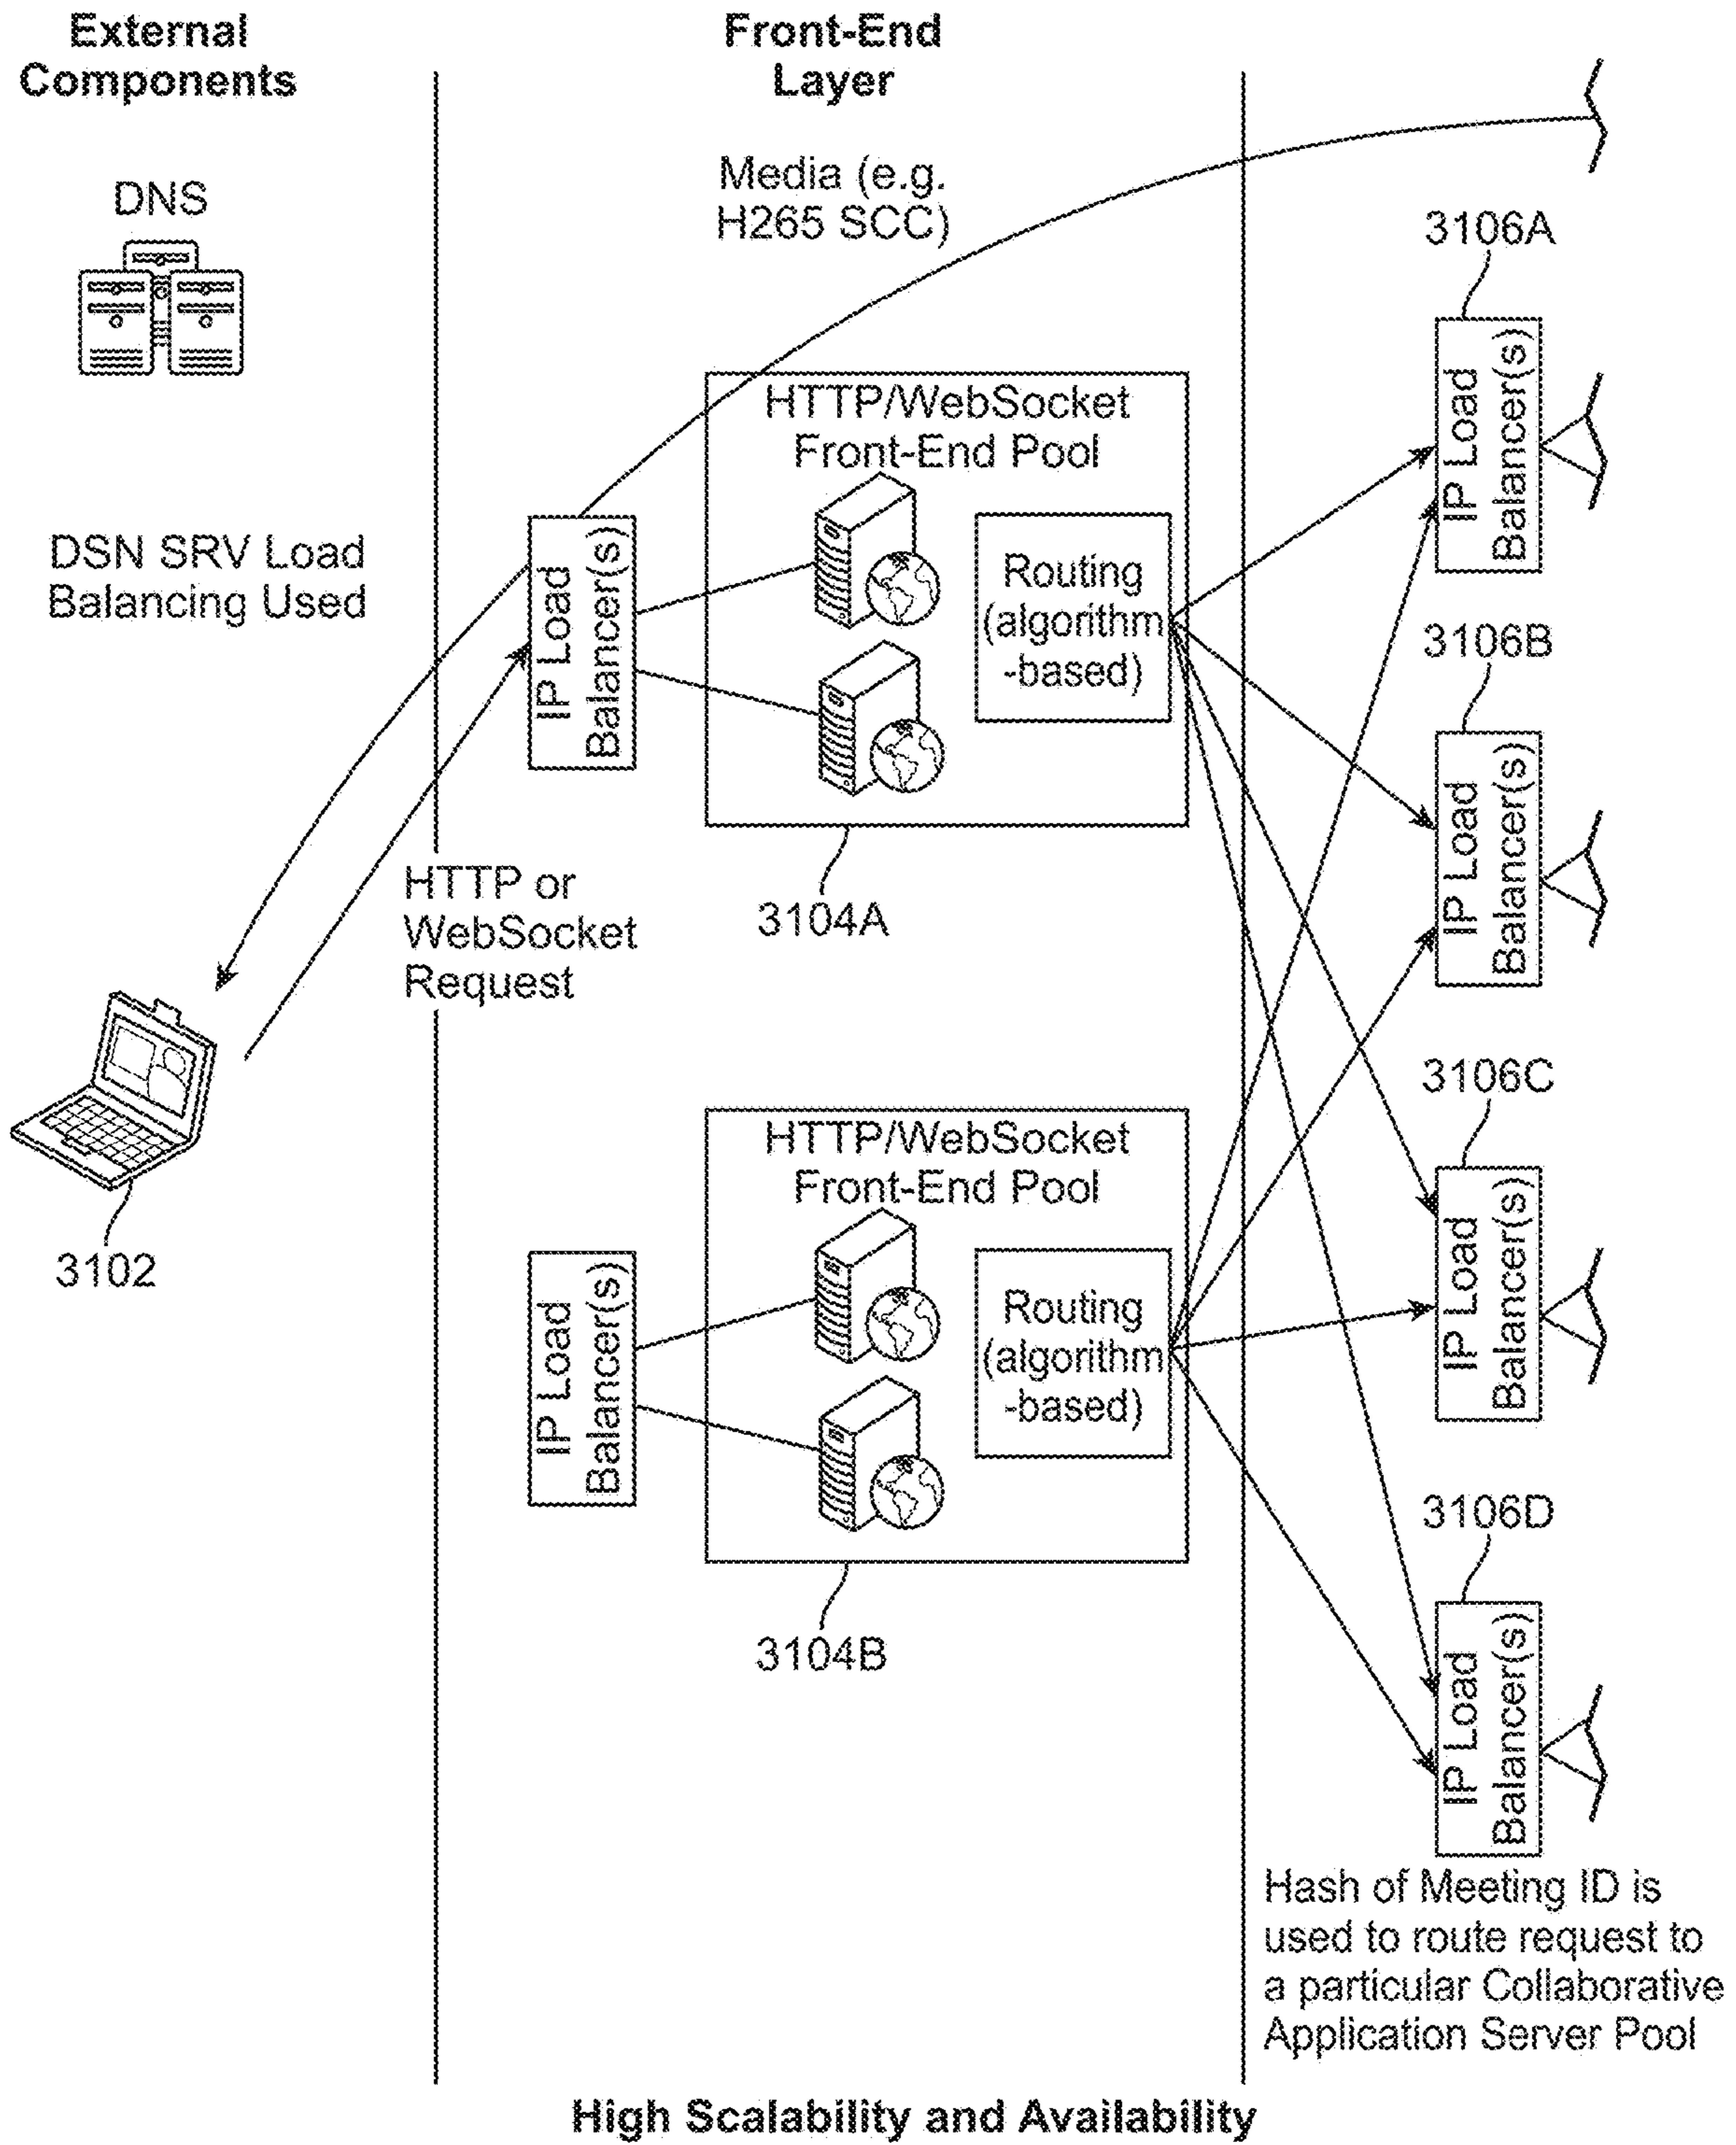 External
Components
Front-End
Layer
DNS
Media (e.g.
H265 SCC)
3106A
IP Load
Balancer(s)
HTTP/WebSocket
Front-End Pool
DSN SRV Load
Balancing Used
IP Load
Balancer(s)
Routing
(algorithm
-based)
3106B
IP Load
Balancer(s)
3104A
HTTP or
WebSocket
Request
3102
3106C
IP Load
Balancer(s)
HTTP/WebSocket
Front-End Pool
IP Load
Balancer(s)
Routing
(algorithm
-based)
3104B
3106D
IP Load
Balancer(s)
Hash of Meeting ID is
used to route request to
a particular Collaborative
Application Server Pool
High Scalability and Availability